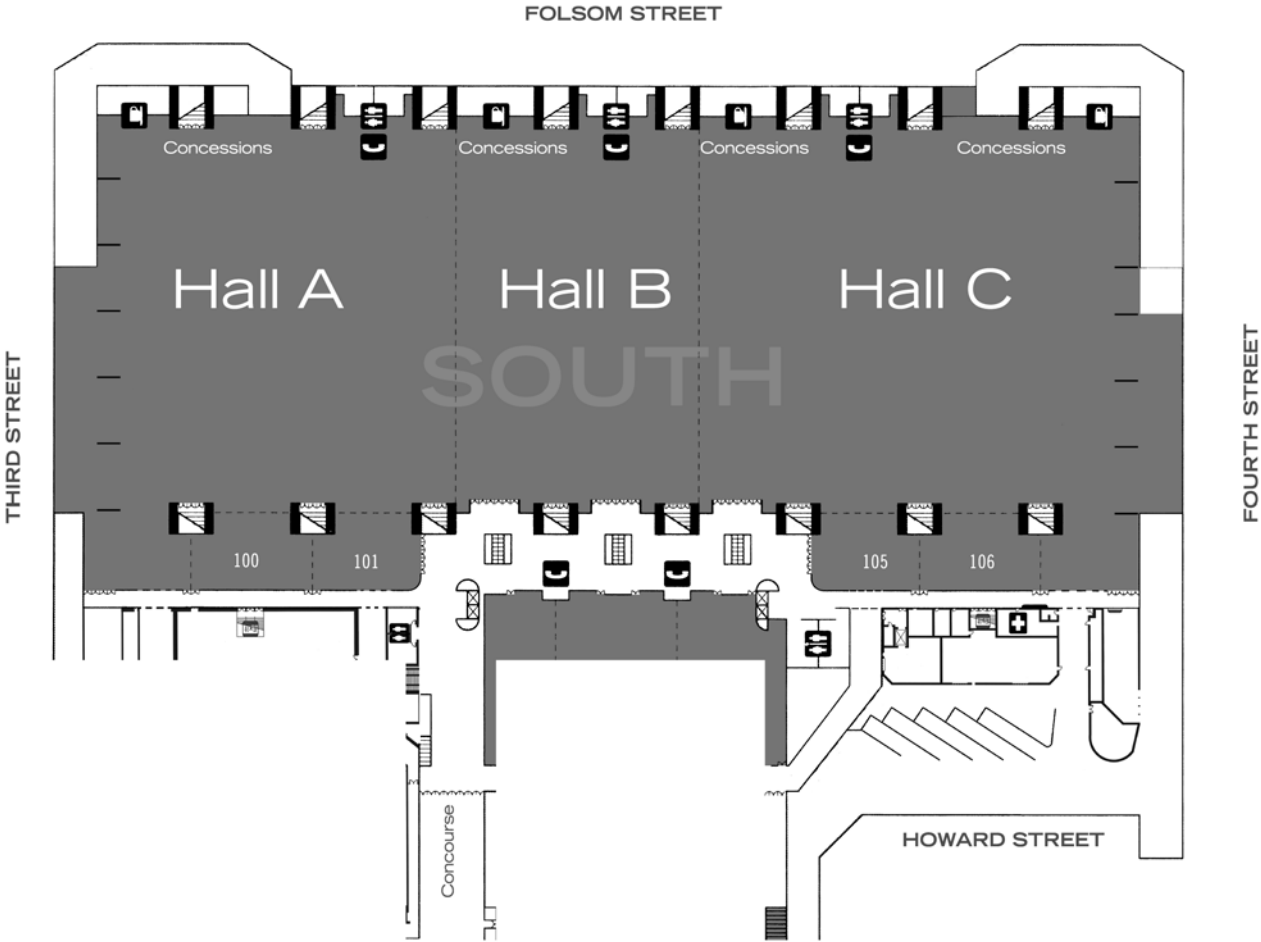 FOLSOM STREET
Concessions
Concessions
Concessions
Concessions
Hall A
Hall B
Hall C
SOUTH
THIRD STREET
FOURTH STREET
100
101
105
106
Concourse
HOWARD STREET